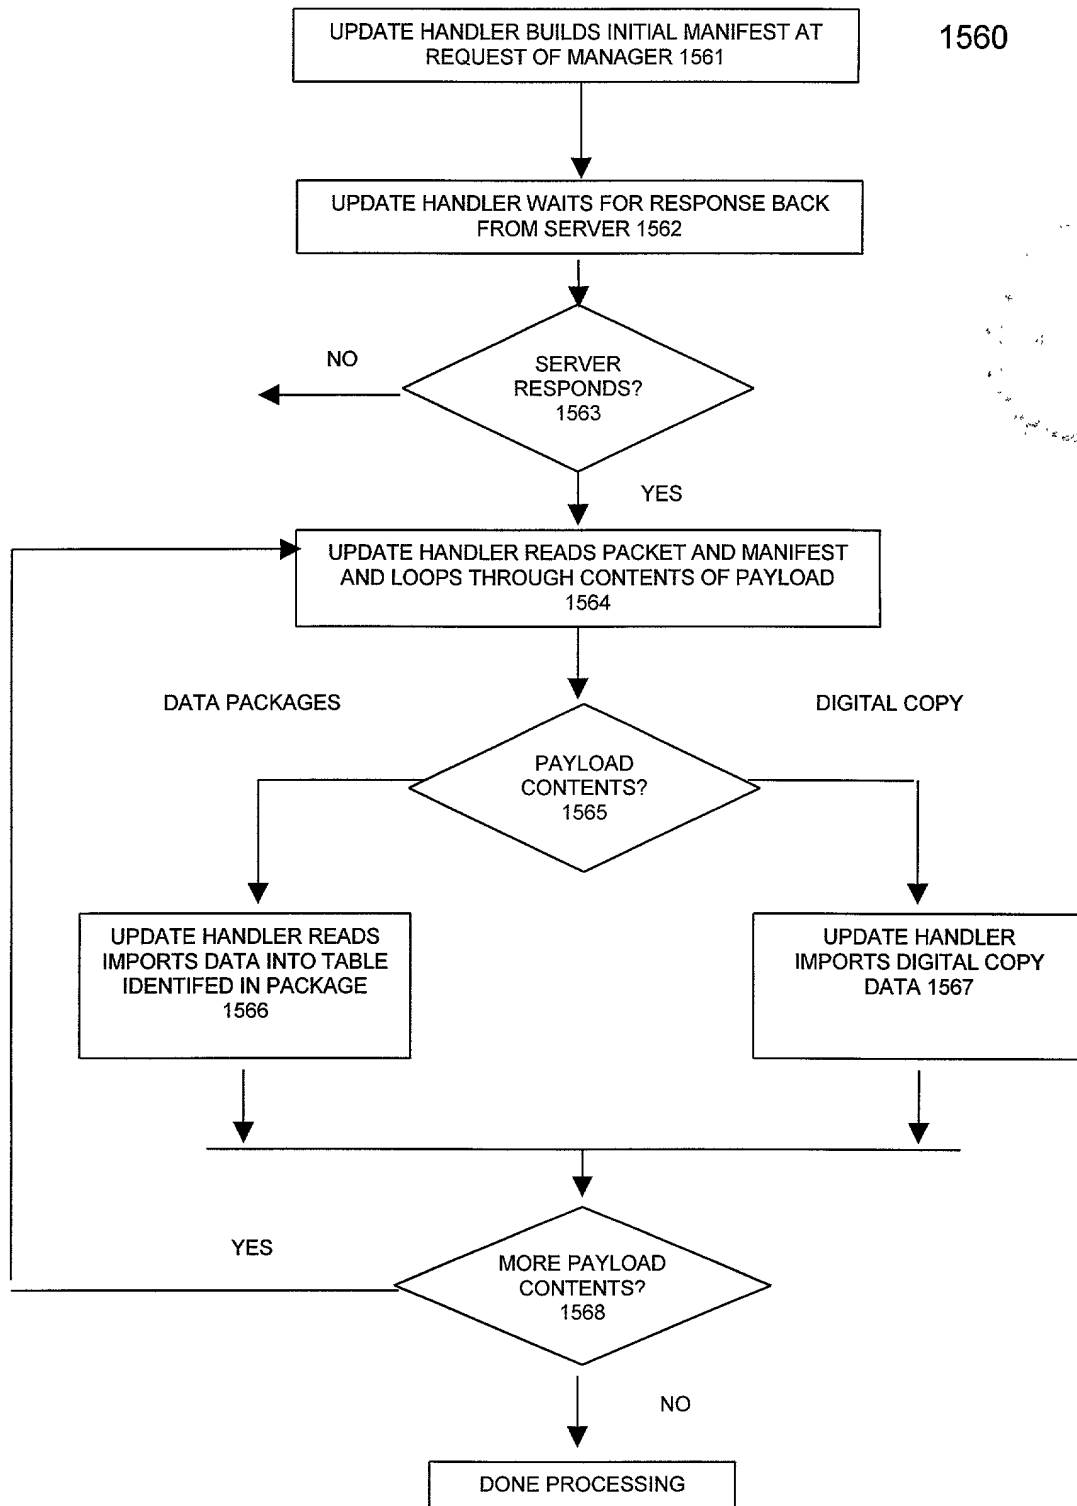 UPDATE HANDLER BUILDS INITIAL MANIFEST AT
REQUEST OF MANAGER 1561
1560
UPDATE HANDLER WAITS FOR RESPONSE BACK
FROM SERVER 1562
NO
SERVER
RESPONDS?
1563
YES
UPDATE HANDLER READS PACKET AND MANIFEST
AND LOOPS THROUGH CONTENTS OF PAYLOAD
1564
DATA PACKAGES
DIGITAL COPY
PAYLOAD
CONTENTS?
1565
UPDATE HANDLER READS
IMPORTS DATA INTO TABLE
IDENTIFED IN PACKAGE
1566
UPDATE HANDLER
IMPORTS DIGITAL COPY
DATA 1567
YES
MORE PAYLOAD
CONTENTS?
1568
NO
DONE PROCESSING